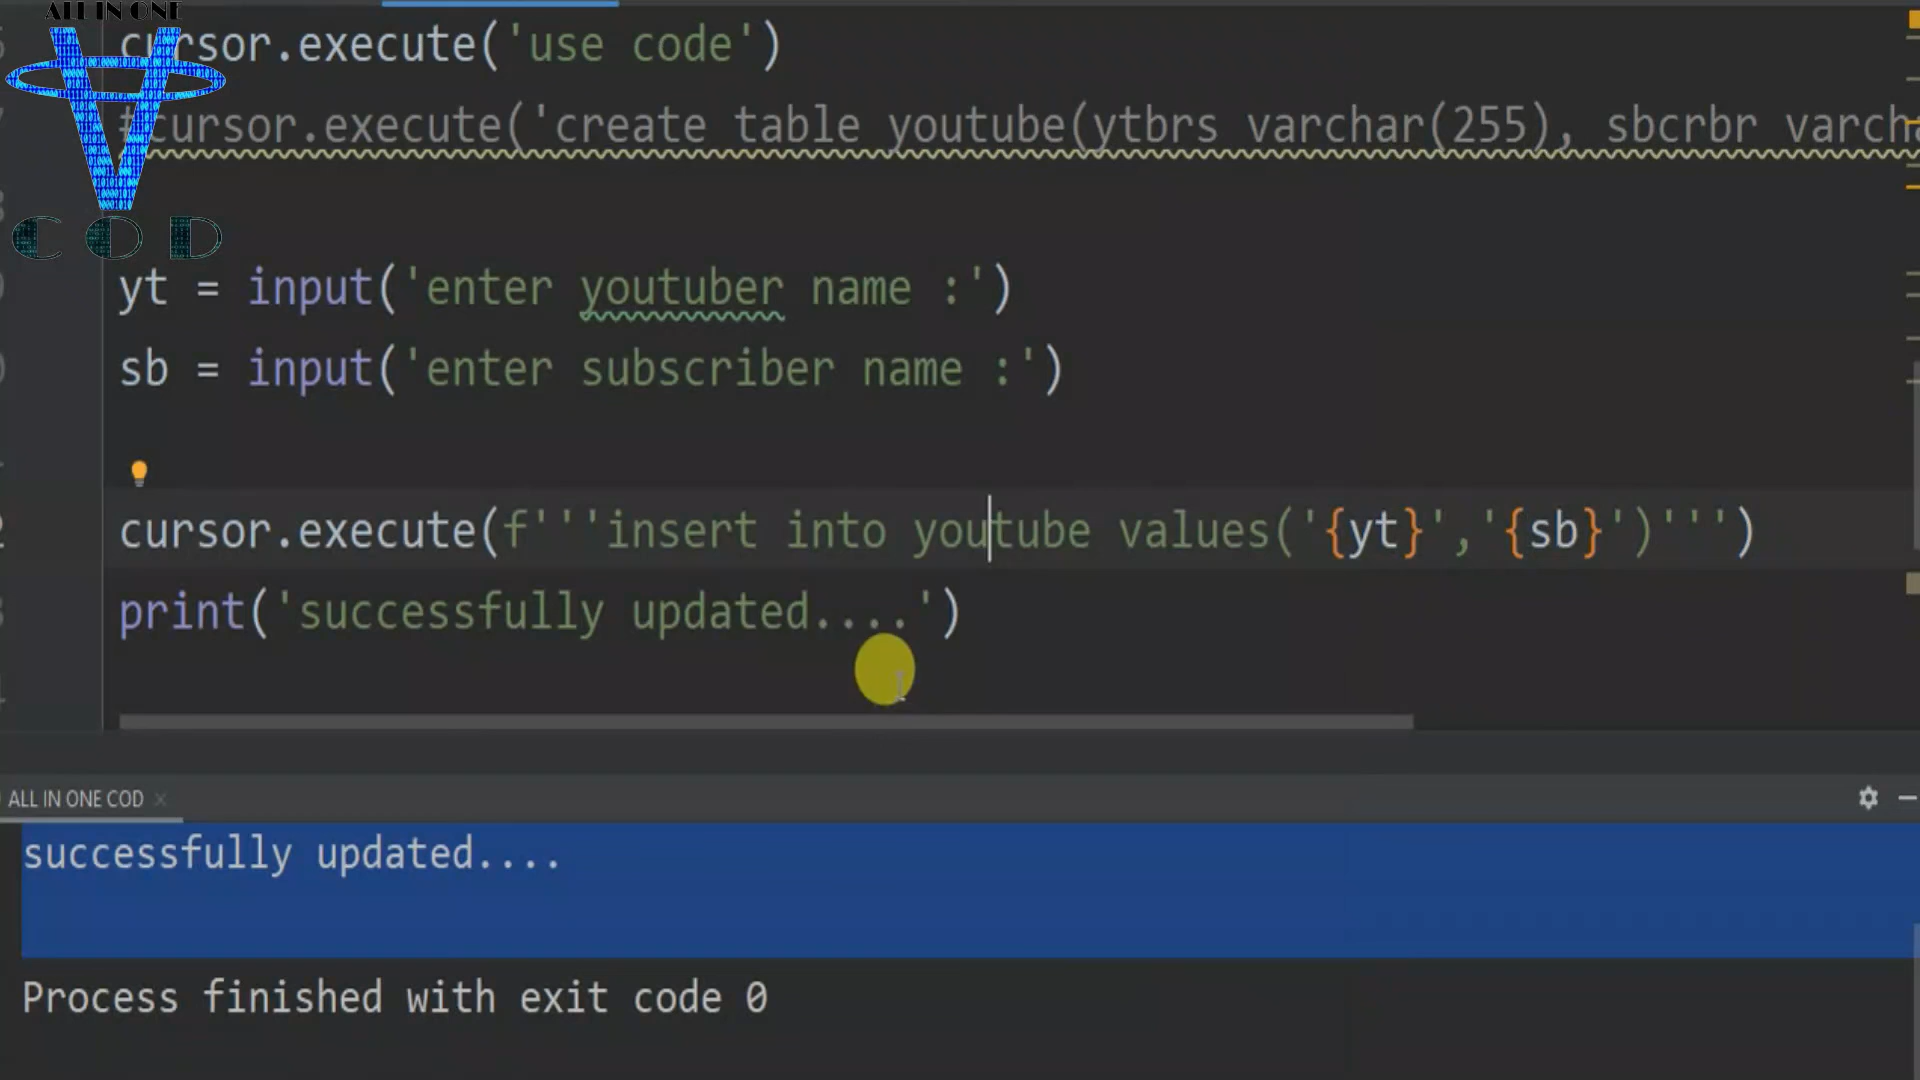 ALL IN ONE
COD
cursor.execute('use code')
#cursor.execute('create table youtube(ytbrs varchar(255), sbcrbr varcha
yt = input('enter youtuber name :')
sb = input('enter subscriber name :')
cursor.execute(f'''insert into youtube values('{yt}','{sb}')''')
print('successfully updated....')
ALL IN ONE COD
successfully updated....
Process finished with exit code 0